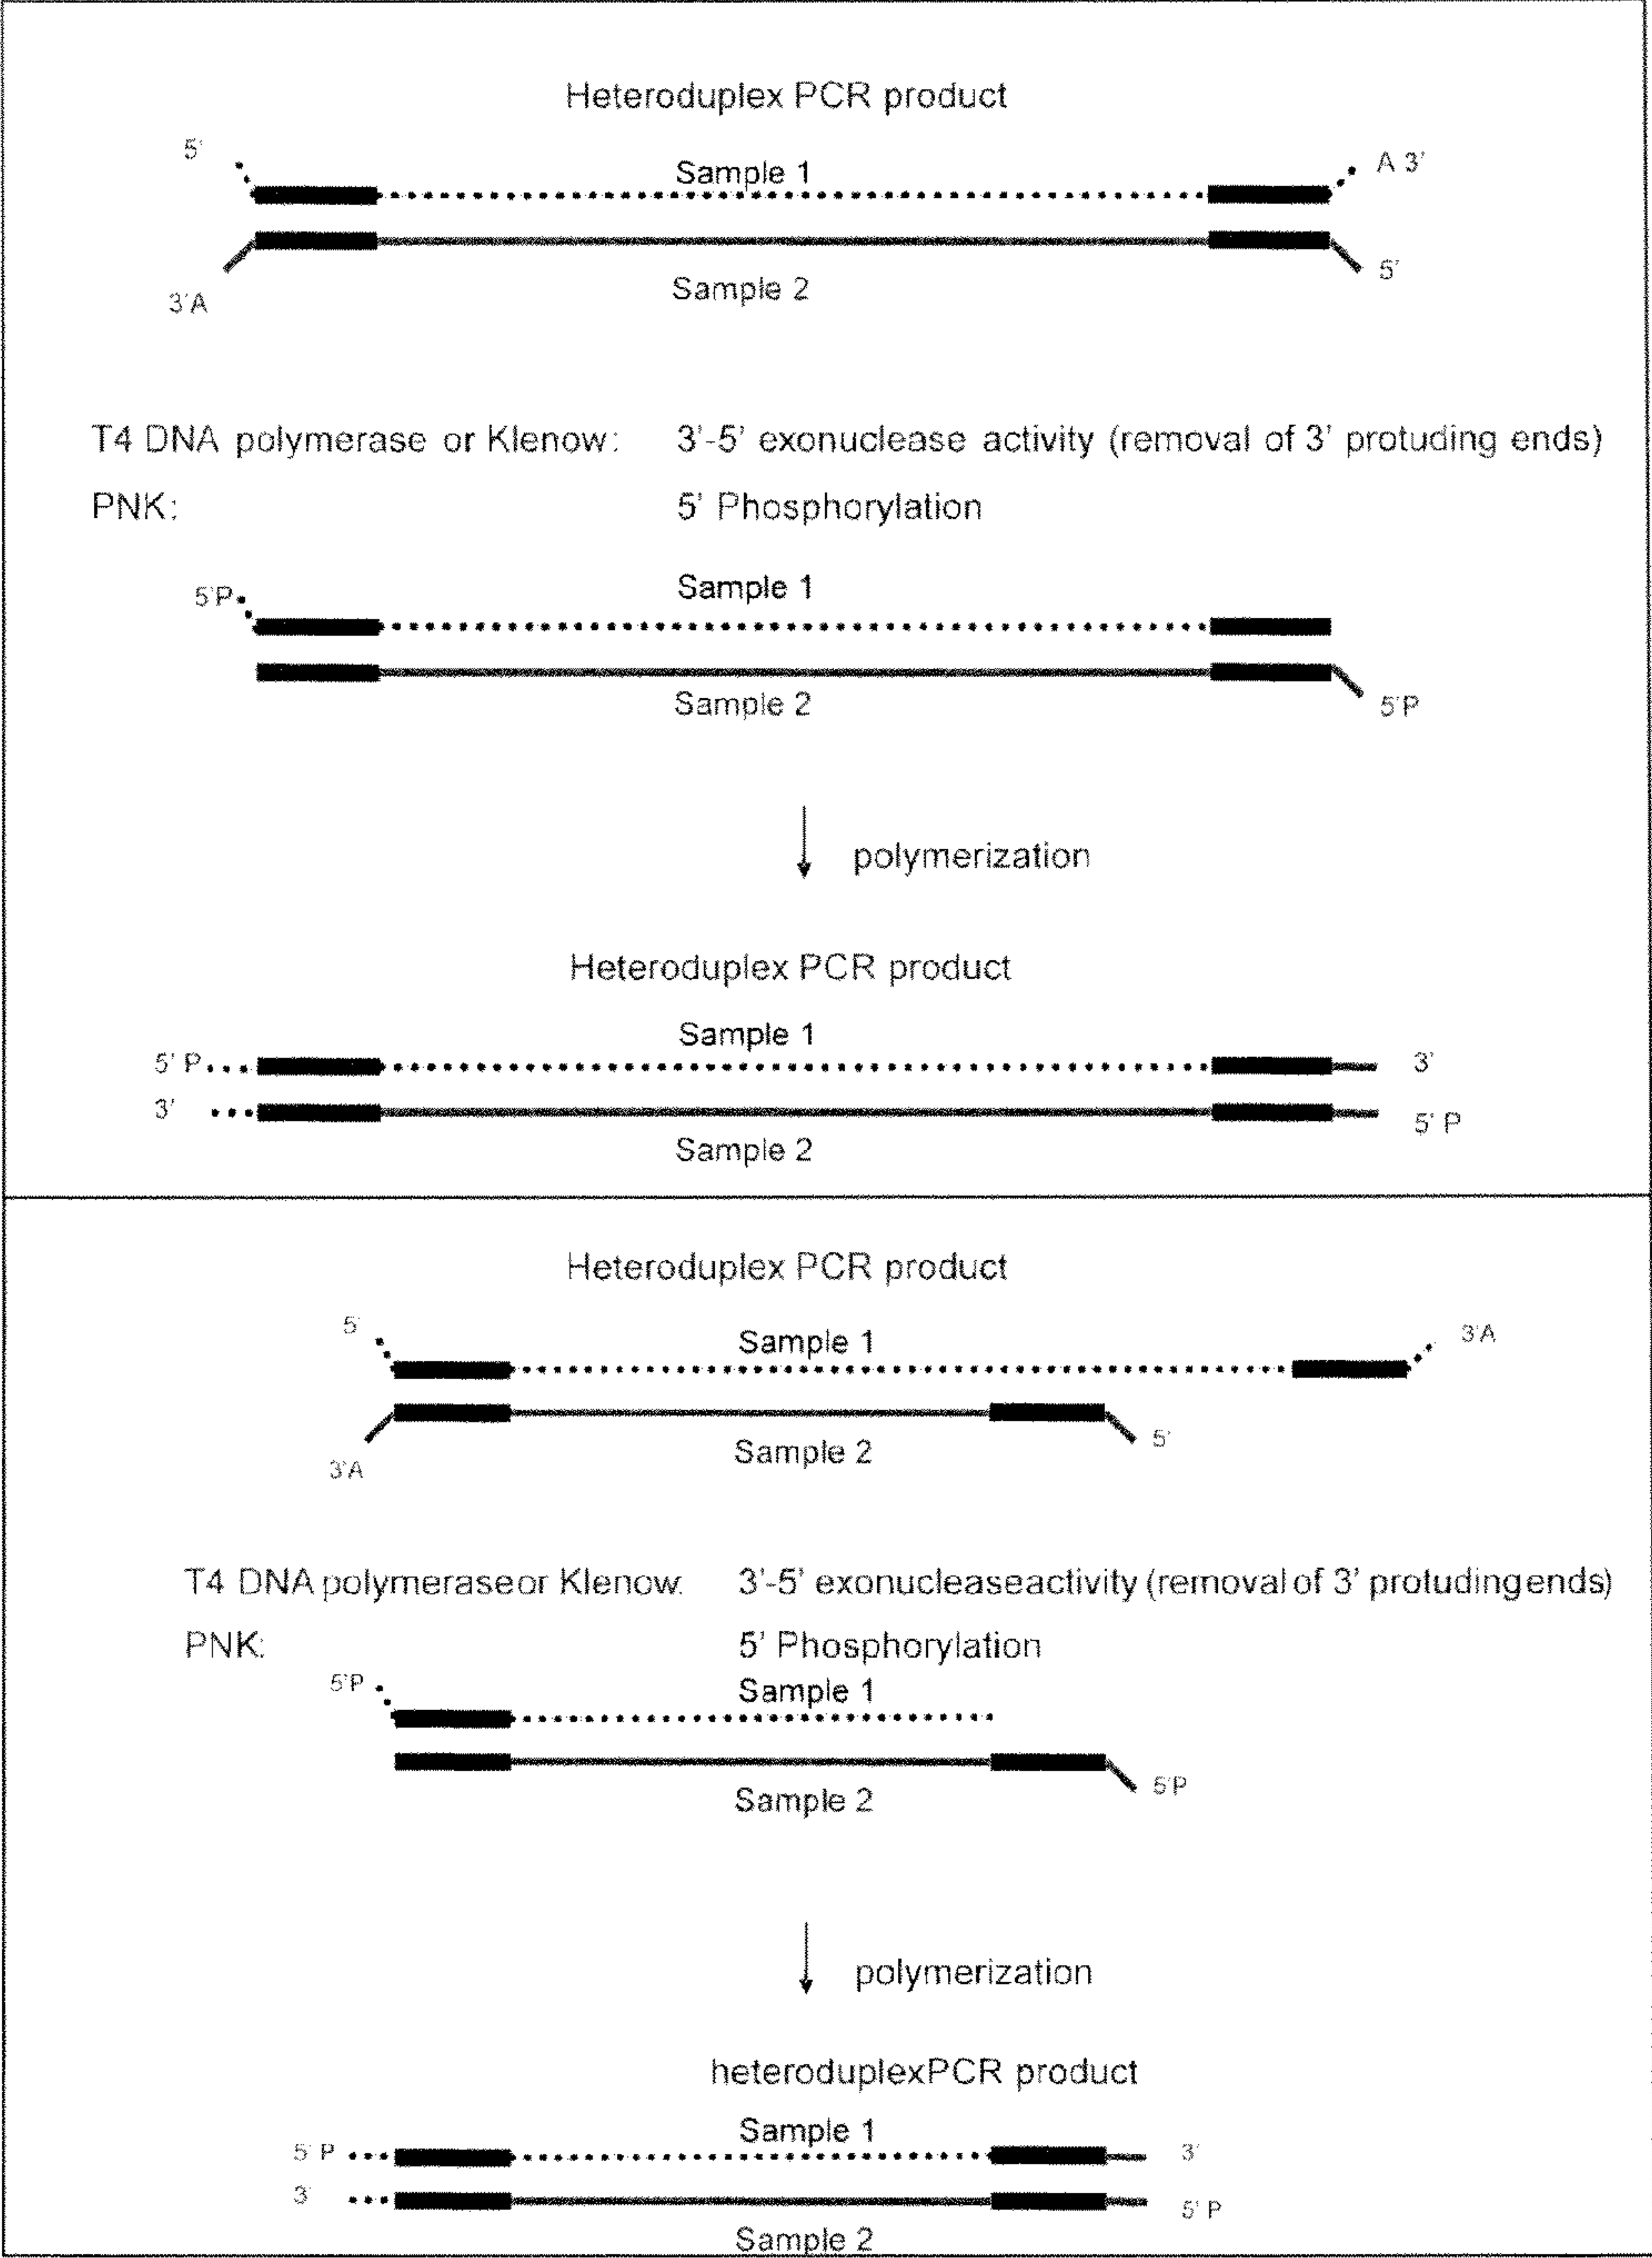 Heteroduplex PCR product
5'
Sample 1
A 3'
3'A
Sample 2
5'
T4 DNA polymerase or Klenow: 3'-5' exonuclease activity (removal of 3' protuding ends)
PNK: 5' Phosphorylation
5'P
Sample 1
Sample 2
5'P
polymerization
Heteroduplex PCR product
Sample 1
5' P 3'
3' 5' P
Sample 2
Heteroduplex PCR product
5'
Sample 1
3'A
3'A
Sample 2
5'
T4 DNA polymeraseor Klenow: 3'-5' exonucleaseactivity (removal of 3' protudingends)
PNK: 5' Phosphorylation
5'P
Sample 1
Sample 2
5'P
polymerization
heteroduplexPCR product
Sample 1
5' P 3'
3' 5' P
Sample 2